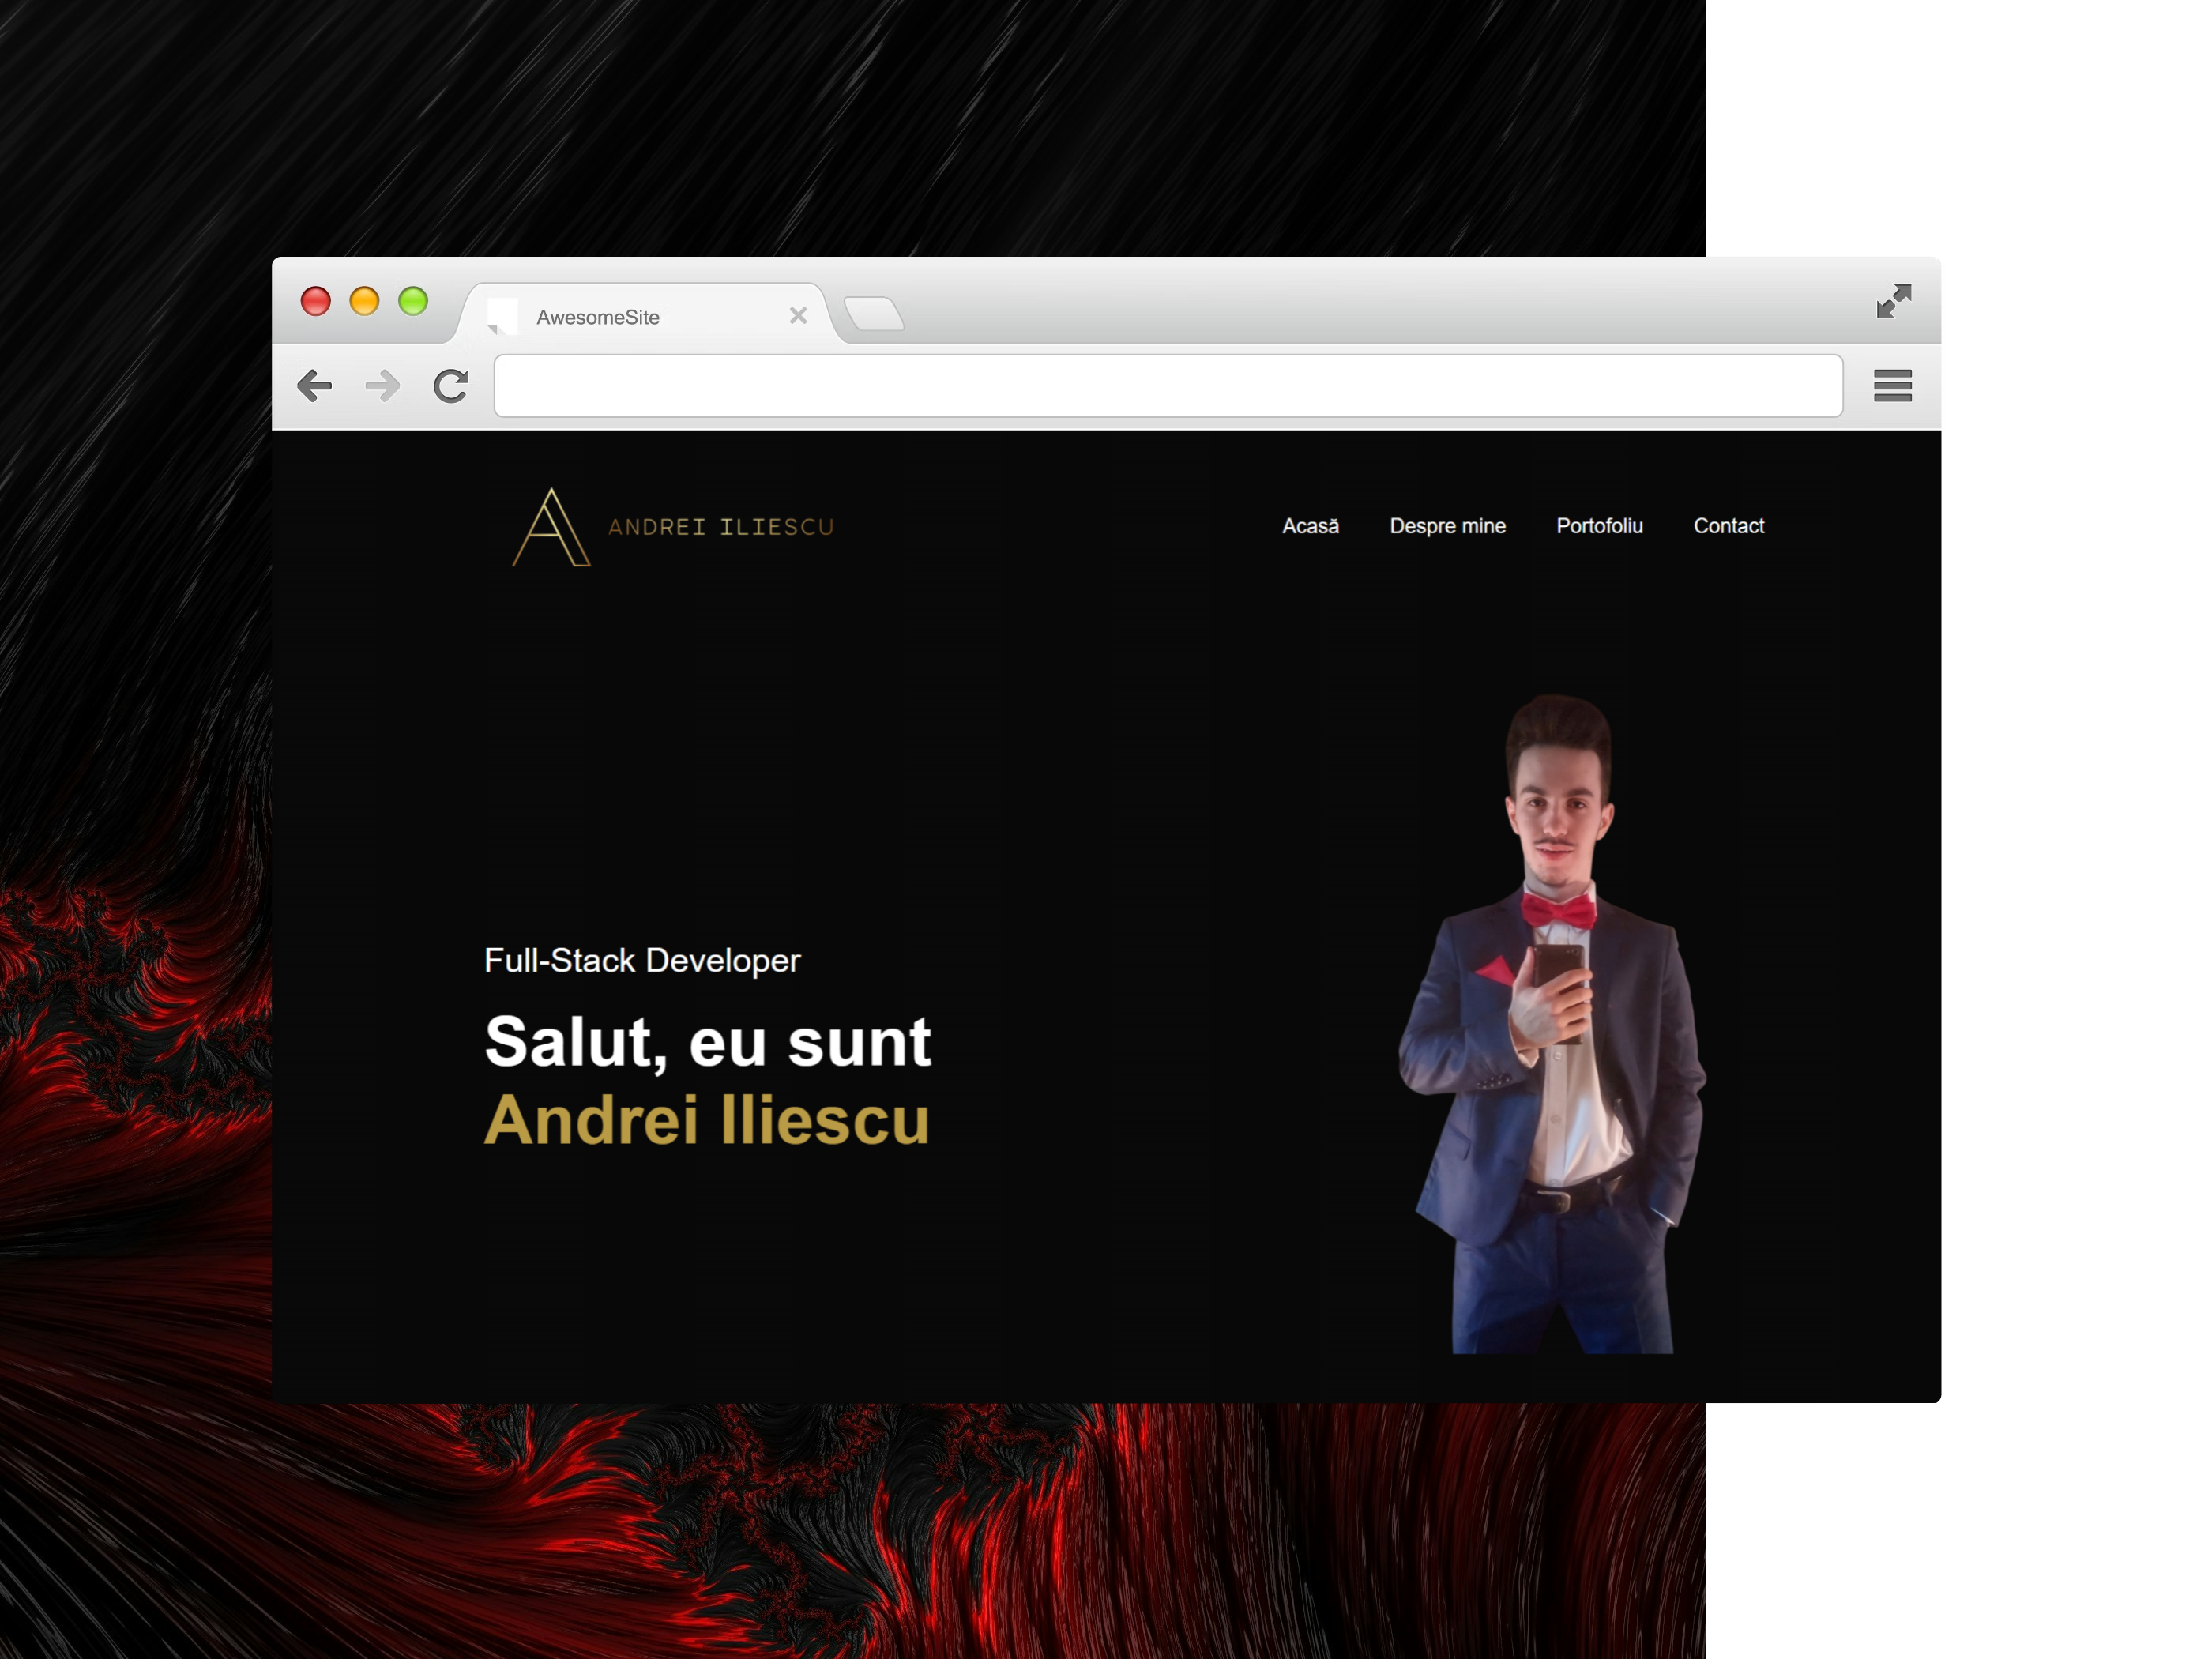 AwesomeSite
ANDREI ILIESCU
Acasă Despre mine Portofoliu Contact
Full-Stack Developer
Salut, eu sunt
Andrei Iliescu